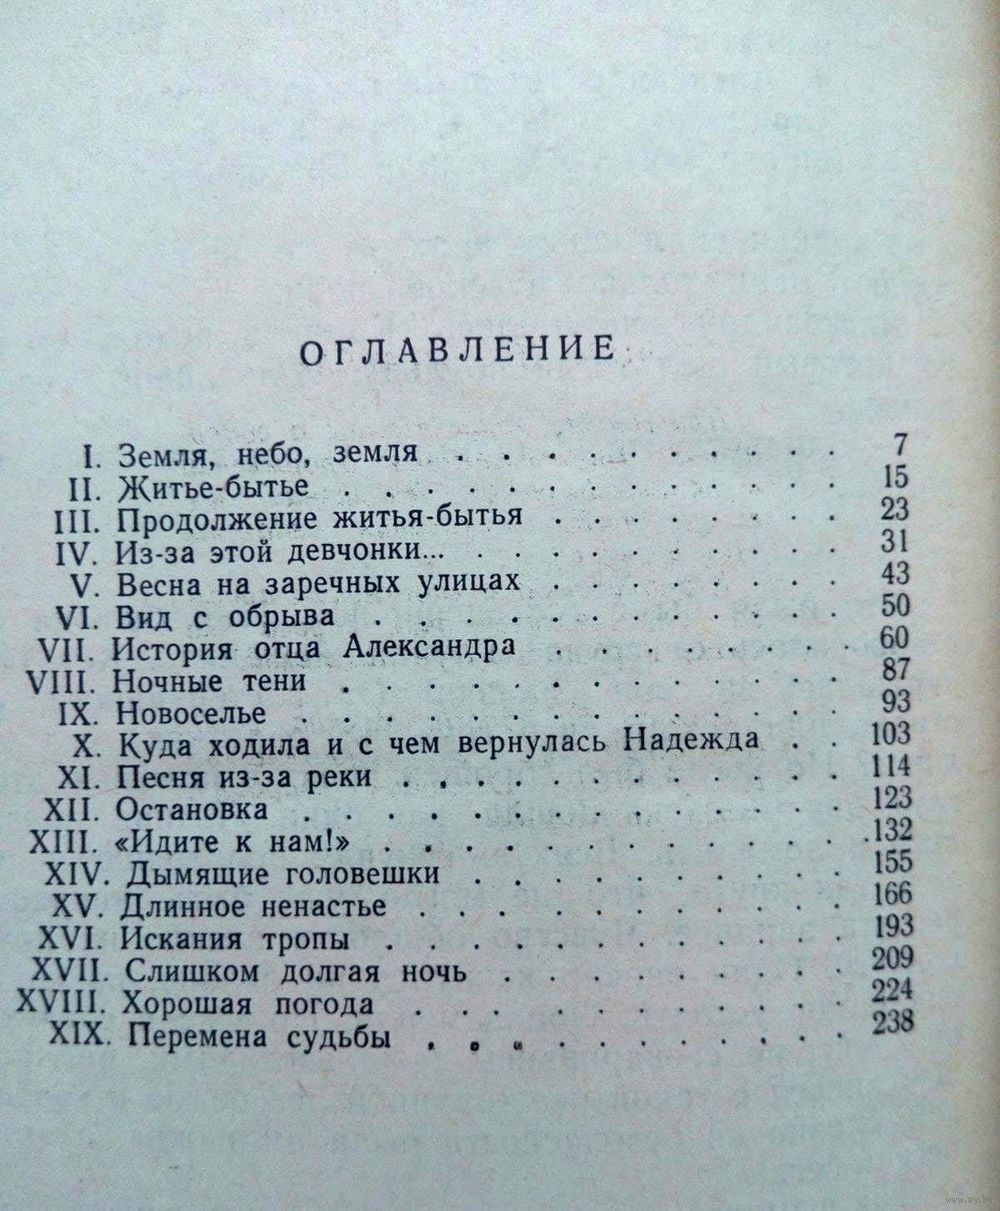 ОГЛАВЛЕНИЕ
I. Земля, небо, земля . . . . . . . . . . 7
II. Житье-бытье . . . . . . . . . . . . . 15
III. Продолжение житья-бытья . . . . . . . 23
IV. Из-за этой девчонки... . . . . . . . . . 31
V. Весна на заречных улицах . . . . . . . 43
VI. Вид с обрыва . . . . . . . . . . . . 50
VII. История отца Александра . . . . . . . 60
VIII. Ночные тени . . . . . . . . . . . . . 87
IX. Новоселье . . . . . . . . . . . . . . 93
X. Куда ходила и с чем вернулась Надежда . . 103
XI. Песня из-за реки . . . . . . . . . . . 114
XII. Остановка . . . . . . . . . . . . . . 123
XIII. «Идите к нам!» . . . . . . . . . . . . 132
XIV. Дымящие головешки . . . . . . . . . 155
XV. Длинное ненастье . . . . . . . . . . . 166
XVI. Искания тропы . . . . . . . . . . . . 193
XVII. Слишком долгая ночь . . . . . . . . 209
XVIII. Хорошая погода . . . . . . . . . . . 224
XIX. Перемена судьбы . . . . . . . . . . . 238